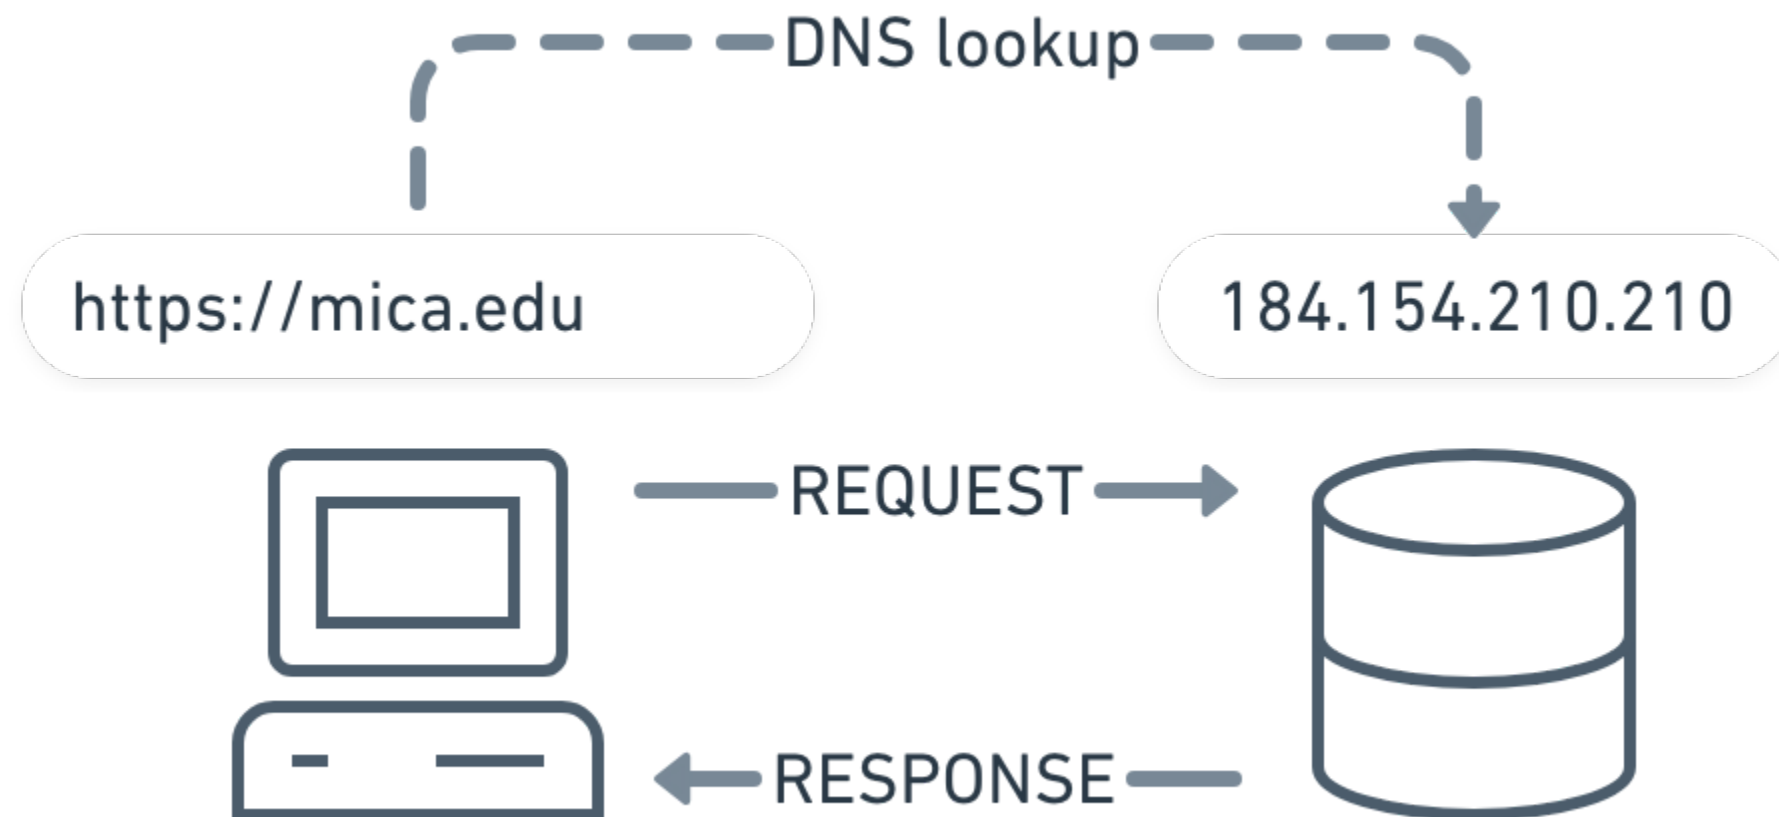 DNS lookup
https://mica.edu
184.154.210.210
REQUEST
RESPONSE